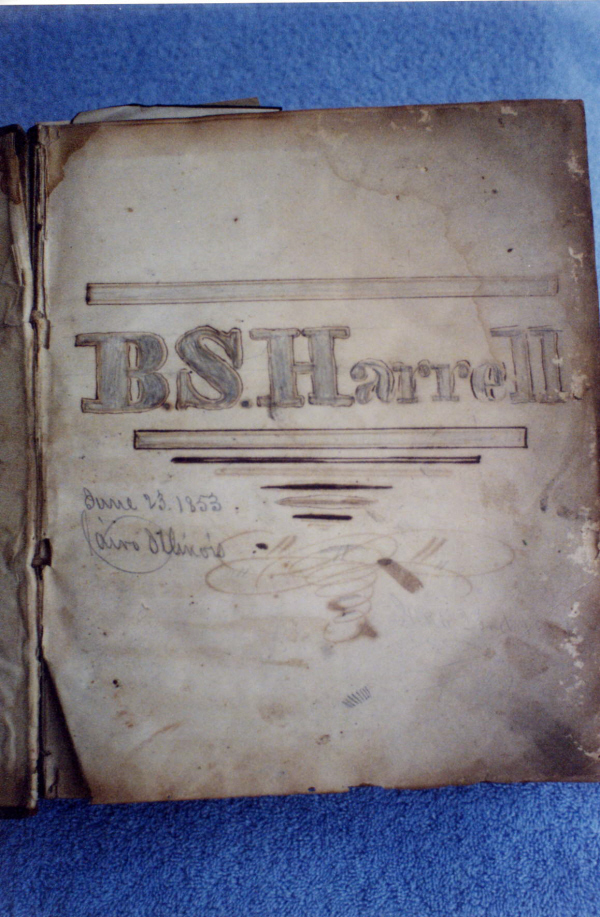 B.S. Harrell
June 23. 1853.
Cairo Illinois